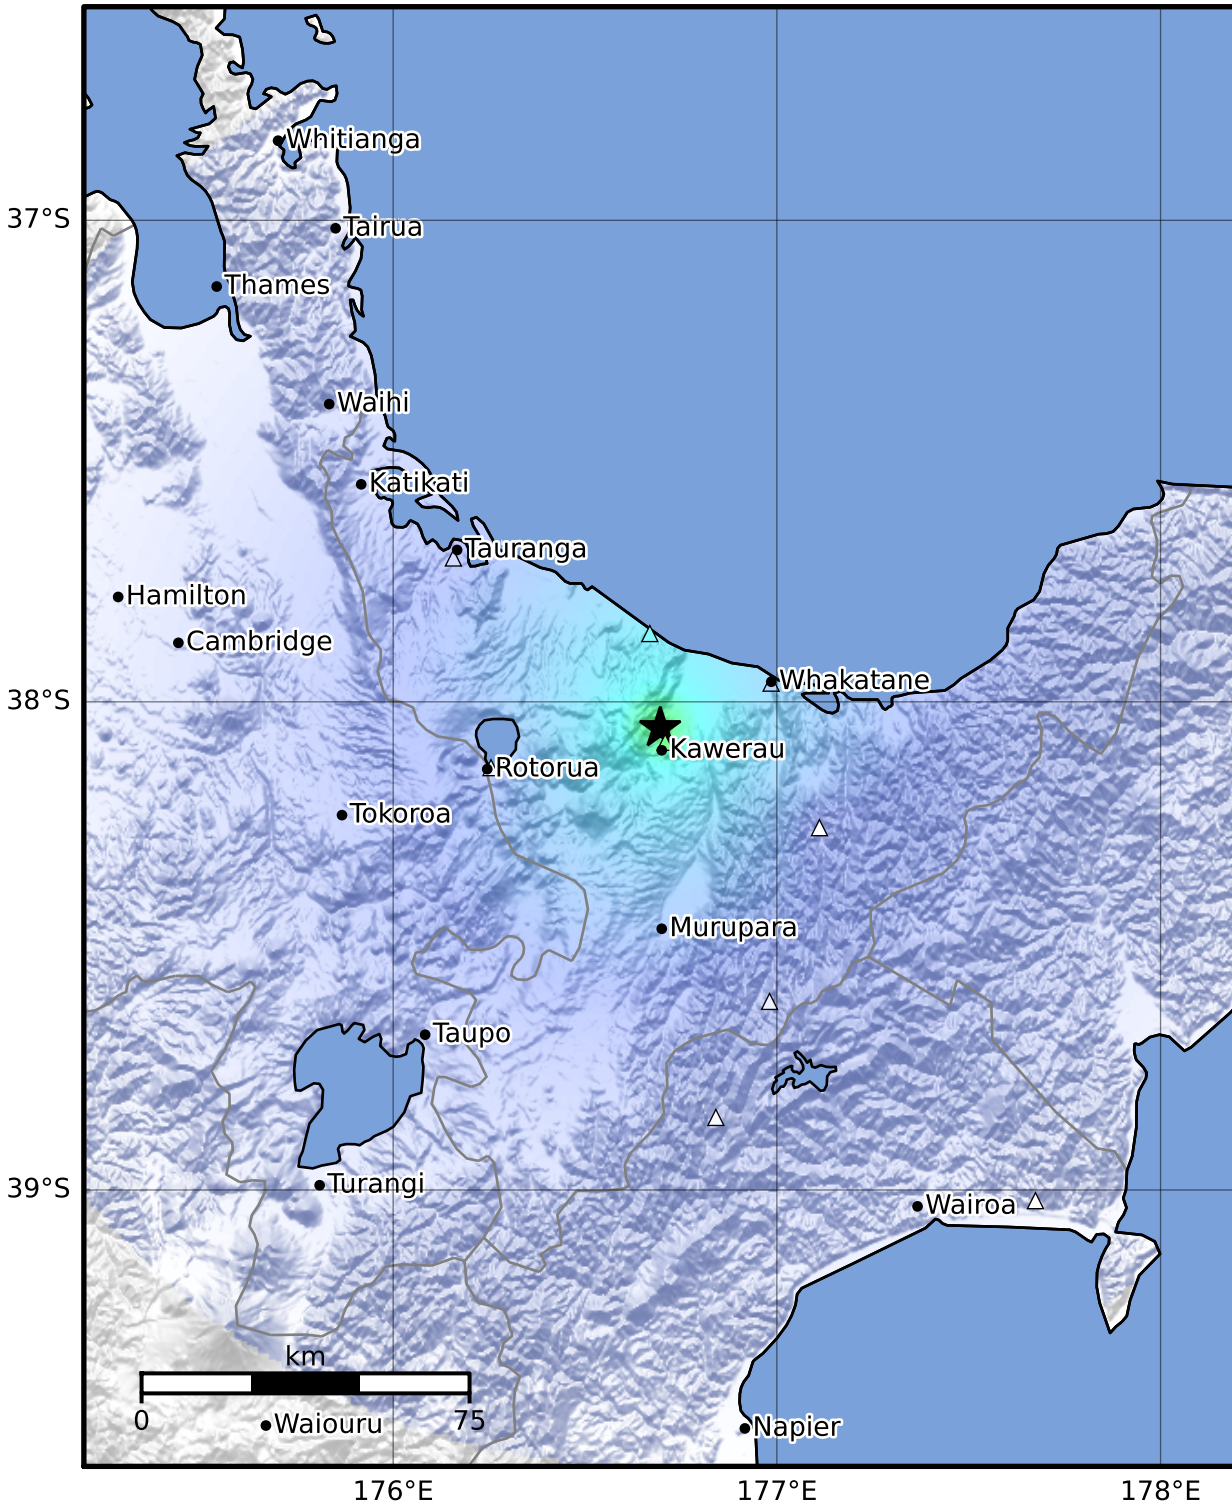 Whitianga
37°S
Tairua
Thames
Waihi
Katikati
Tauranga
Hamilton
Cambridge
Whakatane
38°S
Kawerau
Rotorua
Tokoroa
Murupara
Taupo
39°S
Turangi
Wairoa
km
0
75
Waiouru
Napier
176°E
177°E
178°E